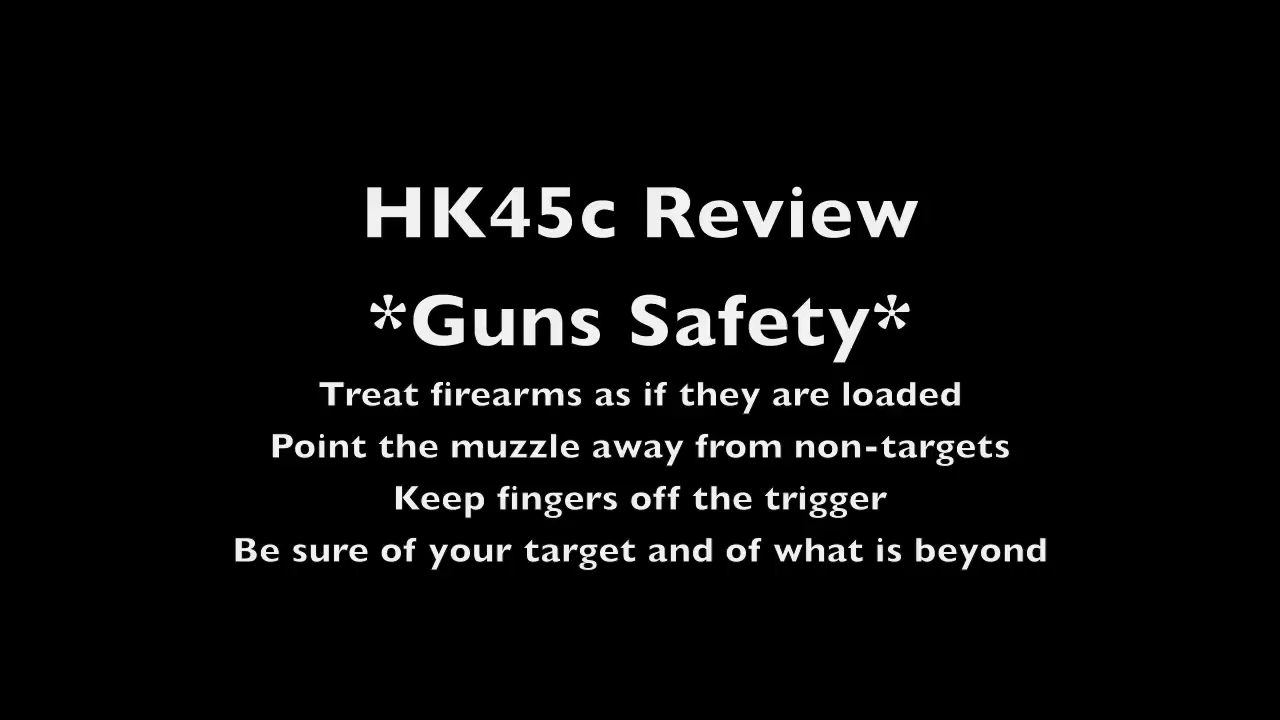 HK45c Review
*Guns Safety*
Treat firearms as if they are loaded
Point the muzzle away from non-targets
Keep fingers off the trigger
Be sure of your target and of what is beyond